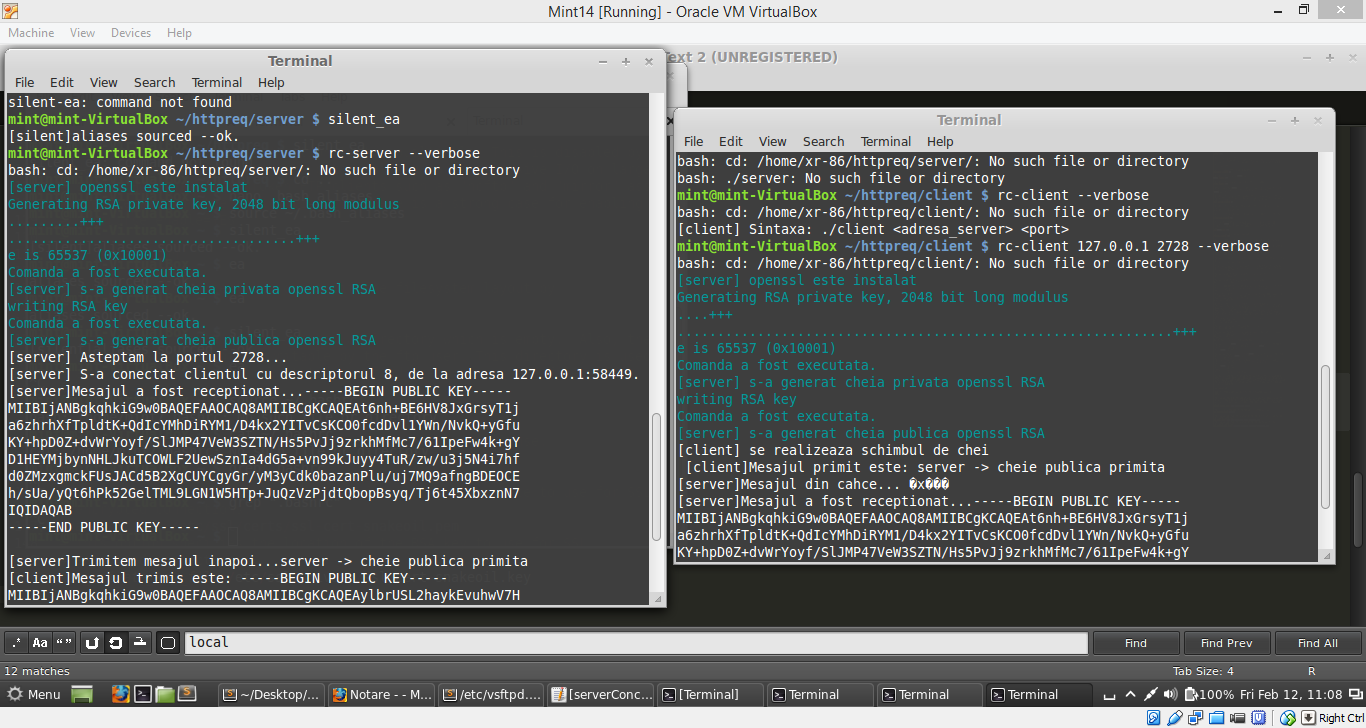 Mint14 [Running] - Oracle VM VirtualBox
Machine View Devices Help
ext 2 (UNREGISTERED)
Terminal
File Edit View Search Terminal Help
silent-ea: command not found
mint@mint-VirtualBox ~/httpreq/server $ silent_ea
[silent]aliases sourced --ok.
mint@mint-VirtualBox ~/httpreq/server $ rc-server --verbose
bash: cd: /home/xr-86/httpreq/server/: No such file or directory
[server] openssl este instalat
Generating RSA private key, 2048 bit long modulus
.........+++
....................................+++
e is 65537 (0x10001)
Comanda a fost executata.
[server] s-a generat cheia privata openssl RSA
writing RSA key
Comanda a fost executata.
[server] s-a generat cheia publica openssl RSA
[server] Asteptam la portul 2728...
[server] S-a conectat clientul cu descriptorul 8, de la adresa 127.0.0.1:58449.
[server]Mesajul a fost receptionat...-----BEGIN PUBLIC KEY-----
MIIBIjANBgkqhkiG9w0BAQEFAAOCAQ8AMIIBCgKCAQEAt6nh+BE6HV8JxGrsyT1j
a6zhrhXfTpldtK+QdIcYMhDiRYM1/D4kx2YITvCsKCO0fcdDvl1YWn/NvkQ+yGfu
KY+hpD0Z+dvWrYoyf/SlJMP47VeW3SZTN/Hs5PvJj9zrkhMfMc7/61IpeFw4k+gY
D1HEYMjbynNHLJkuTCOWLF2UewSznIa4dG5a+vn99kJuyy4TuR/zw/u3j5N4i7hf
d0ZMzxgmckFUsJACd5B2XgCUYCgyGr/yM3yCdk0bazanPlu/uj7MQ9afngBDEOCE
h/sUa/yQt6hPk52GelTML9LGN1W5HTp+JuQzVzPjdtQbopBsyq/Tj6t45XbxznN7
IQIDAQAB
-----END PUBLIC KEY-----
[server]Trimitem mesajul inapoi...server -> cheie publica primita
[client]Mesajul trimis este: -----BEGIN PUBLIC KEY-----
MIIBIjANBgkqhkiG9w0BAQEFAAOCAQ8AMIIBCgKCAQEAylbrUSL2haykEvuhwV7H
Terminal
File Edit View Search Terminal Help
bash: cd: /home/xr-86/httpreq/server/: No such file or directory
bash: ./server: No such file or directory
mint@mint-VirtualBox ~/httpreq/client $ rc-client --verbose
bash: cd: /home/xr-86/httpreq/client/: No such file or directory
[client] Sintaxa: ./client <adresa_server> <port>
mint@mint-VirtualBox ~/httpreq/client $ rc-client 127.0.0.1 2728 --verbose
bash: cd: /home/xr-86/httpreq/client/: No such file or directory
[server] openssl este instalat
Generating RSA private key, 2048 bit long modulus
....+++
..............................................................+++
e is 65537 (0x10001)
Comanda a fost executata.
[server] s-a generat cheia privata openssl RSA
writing RSA key
Comanda a fost executata.
[server] s-a generat cheia publica openssl RSA
[client] se realizeaza schimbul de chei
[client]Mesajul primit este: server -> cheie publica primita
[server]Mesajul din cahce... �x���
[server]Mesajul a fost receptionat...-----BEGIN PUBLIC KEY-----
MIIBIjANBgkqhkiG9w0BAQEFAAOCAQ8AMIIBCgKCAQEAt6nh+BE6HV8JxGrsyT1j
a6zhrhXfTpldtK+QdIcYMhDiRYM1/D4kx2YITvCsKCO0fcdDvl1YWn/NvkQ+yGfu
KY+hpD0Z+dvWrYoyf/SlJMP47VeW3SZTN/Hs5PvJj9zrkhMfMc7/61IpeFw4k+gY
.* Aa “” local Find Find Prev Find All
12 matches Tab Size: 4 R
Menu ~/Desktop/... Notare - - M... /etc/vsftpd.... [serverConc... [Terminal] Terminal Terminal Terminal 100% Fri Feb 12, 11:08
Right Ctrl